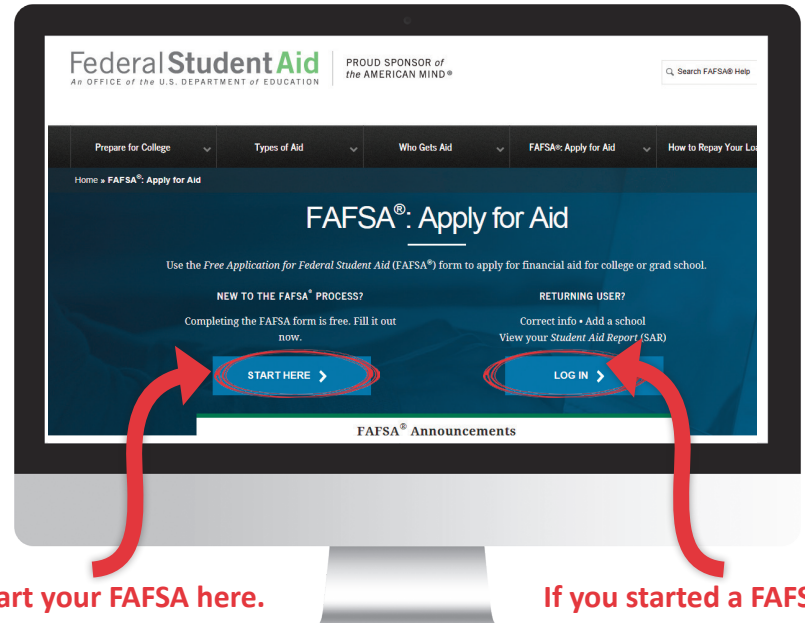 Federal Student Aid
An OFFICE of the U.S. DEPARTMENT of EDUCATION
PROUD SPONSOR of
the AMERICAN MIND®
Search FAFSA® Help
Prepare for College
Types of Aid
Who Gets Aid
FAFSA®: Apply for Aid
How to Repay Your
Home » FAFSA®: Apply for Aid
FAFSA®: Apply for Aid
Use the Free Application for Federal Student Aid (FAFSA®) form to apply for financial aid for college or grad school.
NEW TO THE FAFSA® PROCESS?
Completing the FAFSA form is free. Fill it out
now.
START HERE
RETURNING USER?
Correct info • Add a school
View your Student Aid Report (SAR)
LOG IN
FAFSA® Announcements
art your FAFSA here.
If you started a FAFS